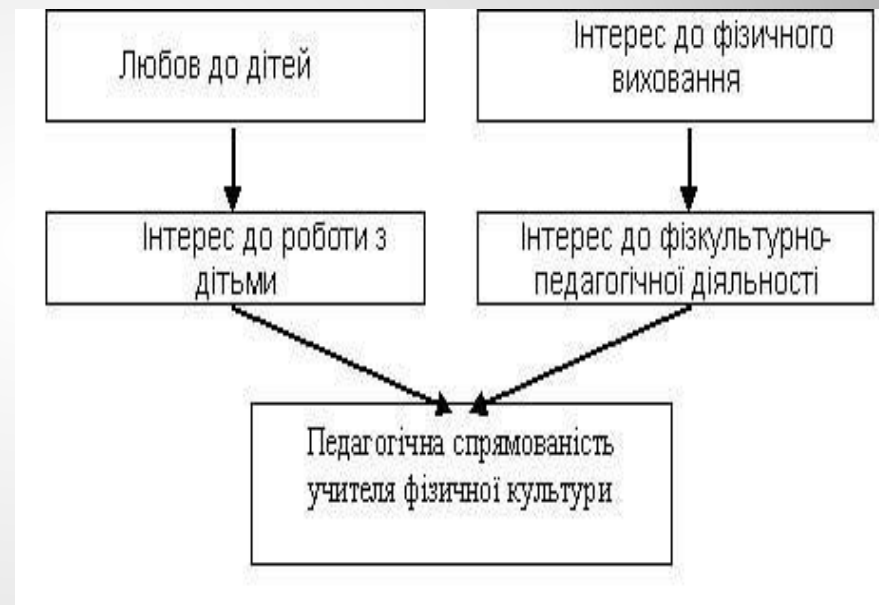 Любов до дітей
Інтерес до фізичного
виховання
Інтерес до роботи з
дітьми
Інтерес до фізкультурно-
педагогічної діяльності
Педагогічна спрямованість
учителя фізичної культури